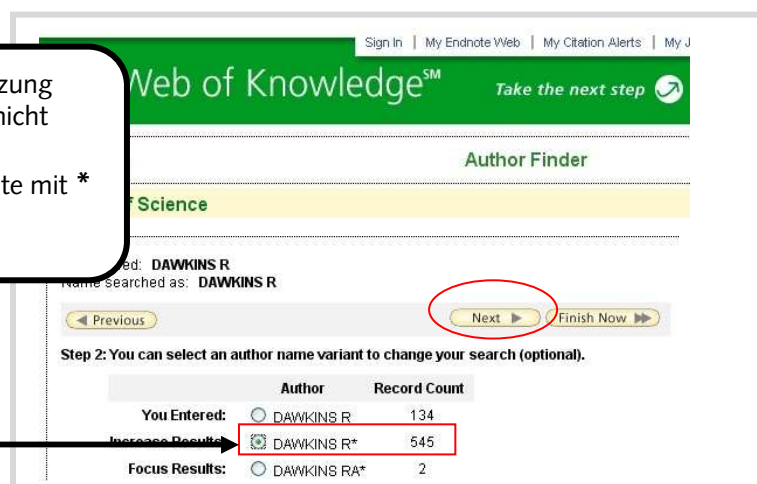 Sign In | My Endnote Web | My Citation Alerts | My J
Web of Knowledge℠ Take the next step
zung
nicht
te mit *
Author Finder
Science
ed: DAWKINS R
Name searched as: DAWKINS R
Previous Next Finish Now
Step 2: You can select an author name variant to change your search (optional).
Author Record Count
You Entered: DAWKINS R 134
Increase Results: DAWKINS R* 545
Focus Results: DAWKINS RA* 2